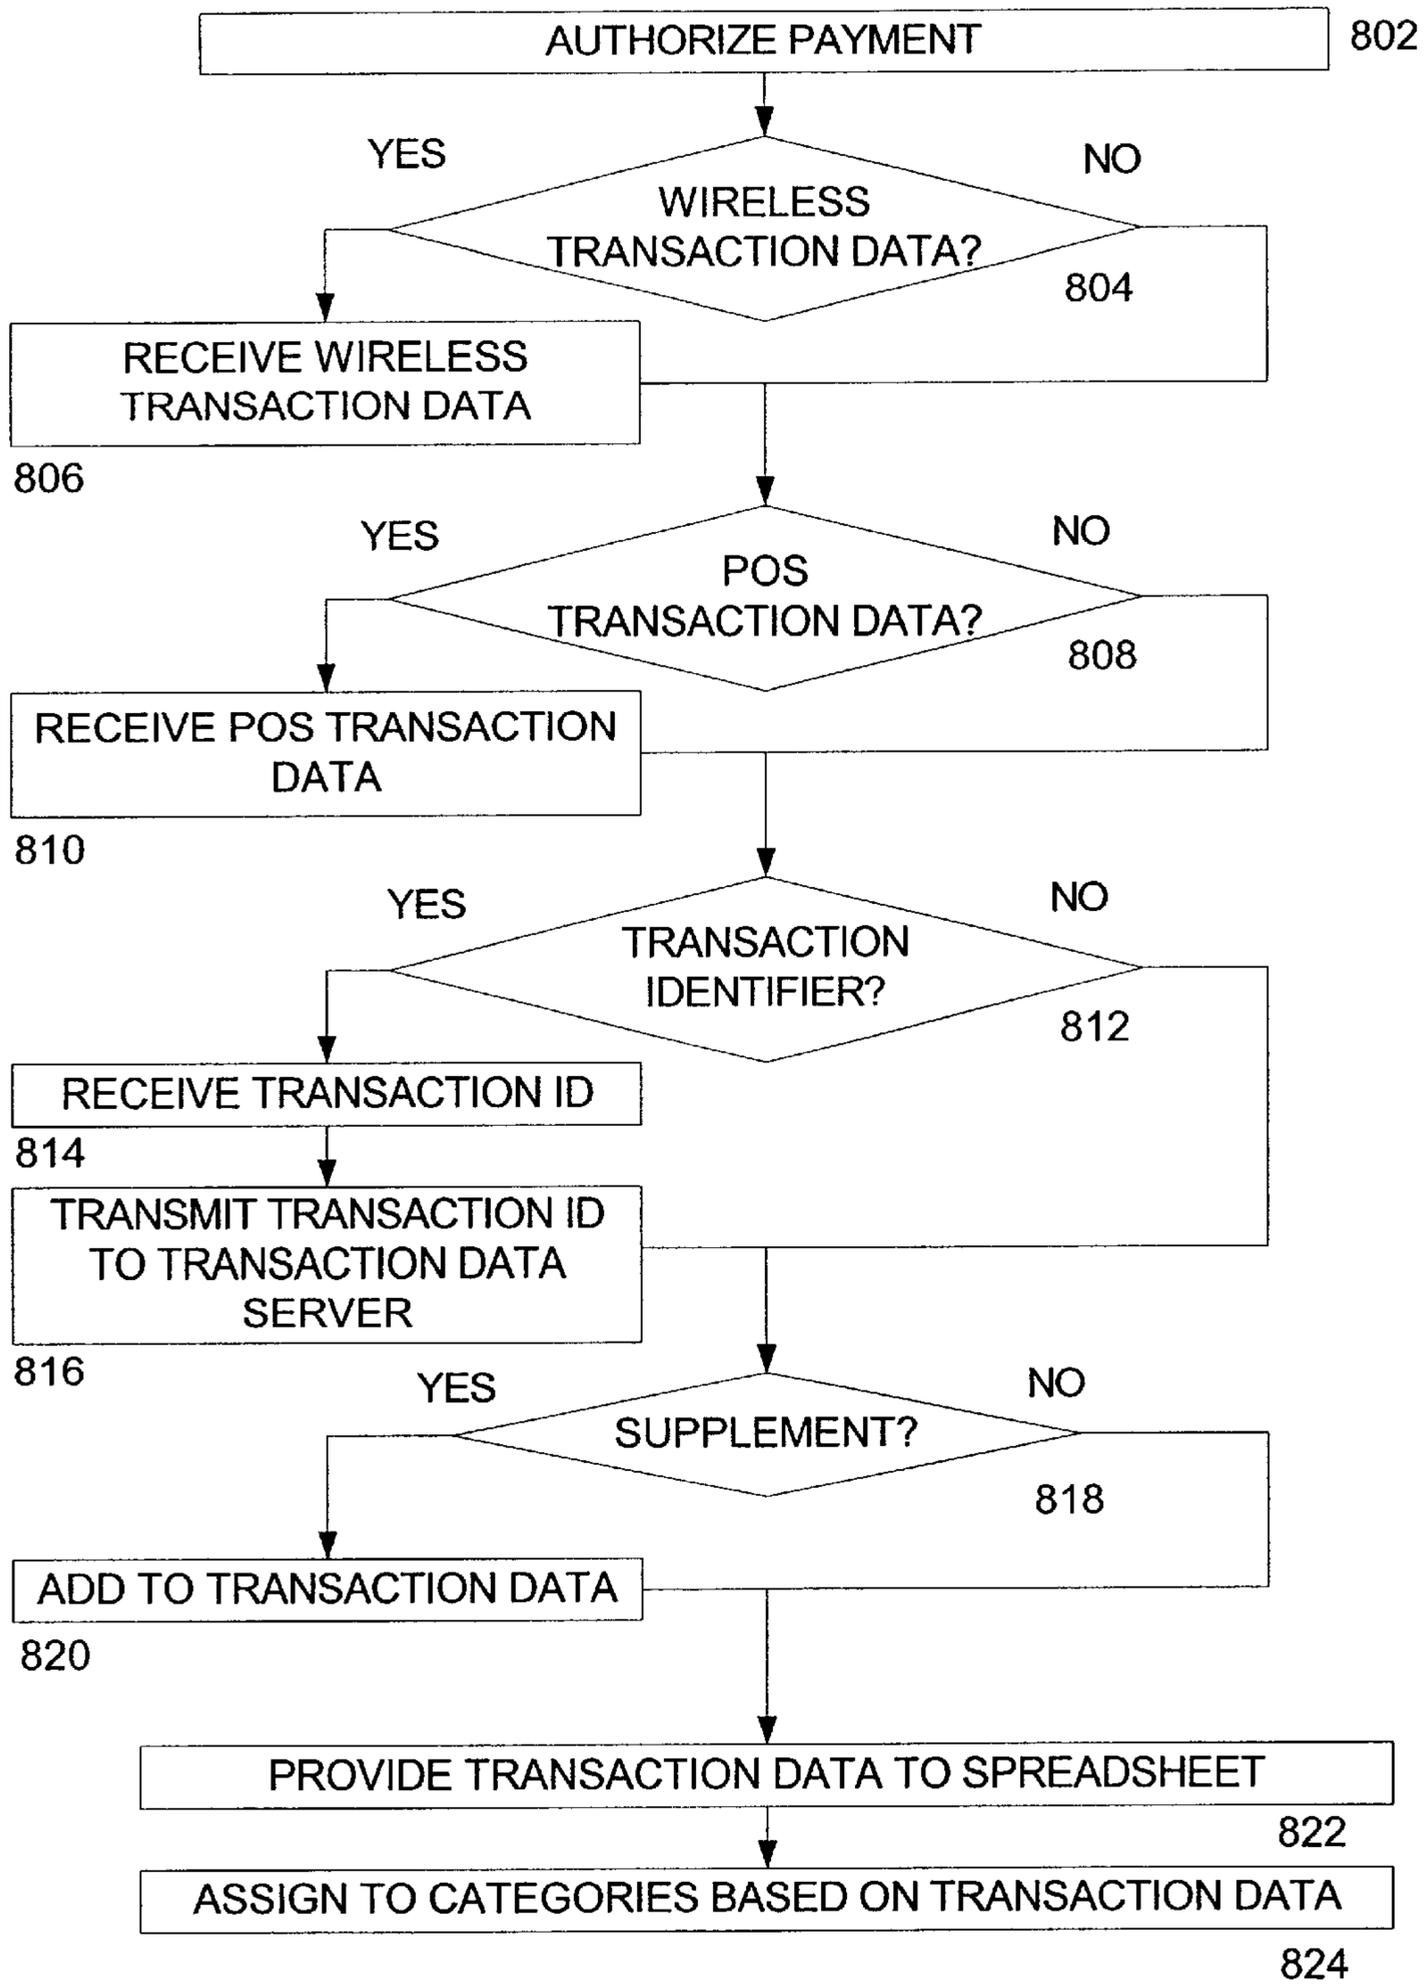 AUTHORIZE PAYMENT
802
YES
NO
WIRELESS
TRANSACTION DATA?
804
RECEIVE WIRELESS
TRANSACTION DATA
806
YES
NO
POS
TRANSACTION DATA?
808
RECEIVE POS TRANSACTION
DATA
810
YES
NO
TRANSACTION
IDENTIFIER?
812
RECEIVE TRANSACTION ID
814
TRANSMIT TRANSACTION ID
TO TRANSACTION DATA
SERVER
816
YES
NO
SUPPLEMENT?
818
ADD TO TRANSACTION DATA
820
PROVIDE TRANSACTION DATA TO SPREADSHEET
822
ASSIGN TO CATEGORIES BASED ON TRANSACTION DATA
824